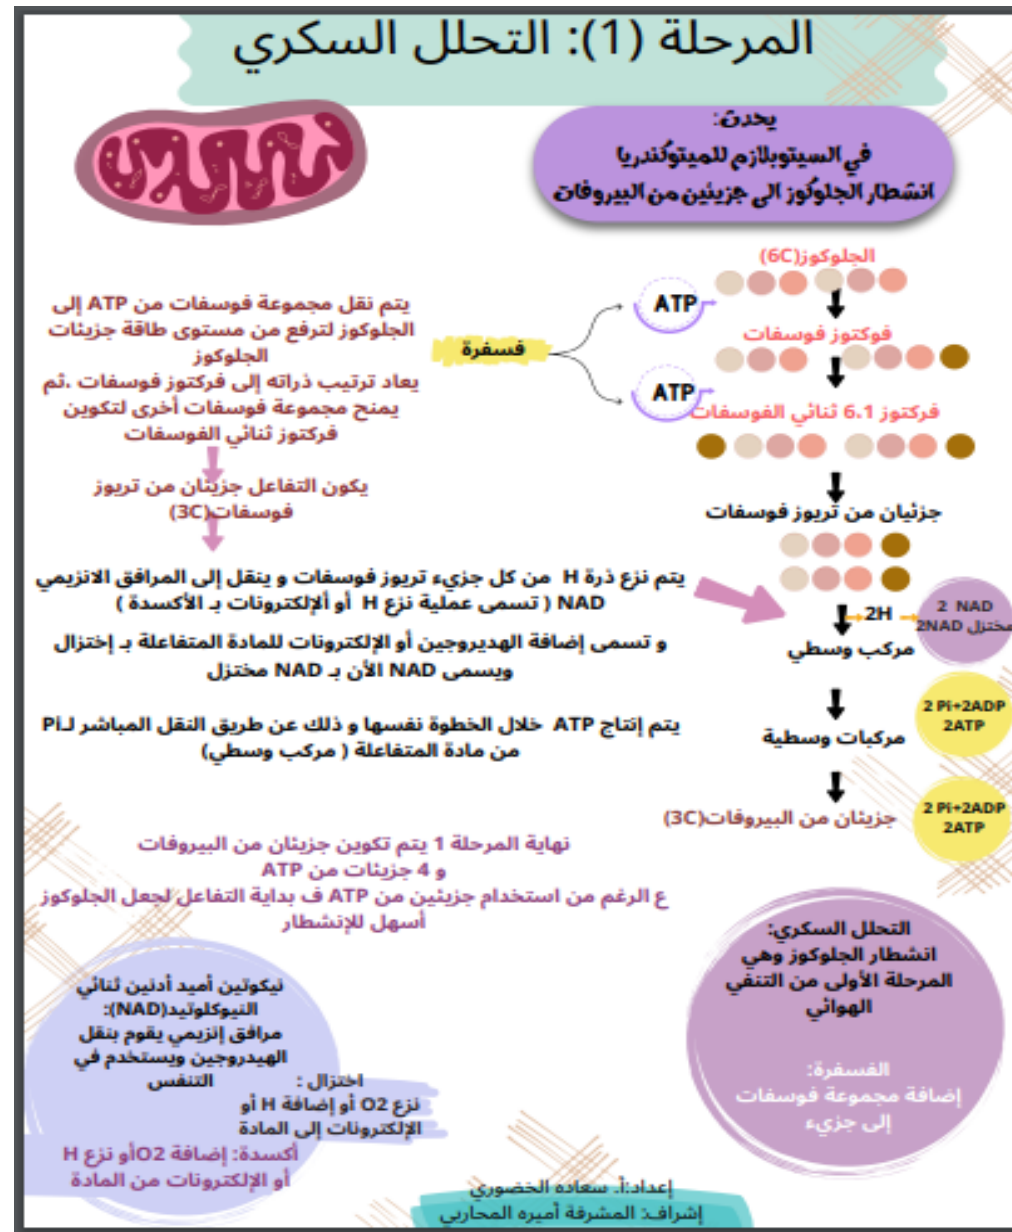 المرحلة (1): التحلل السكري
يحدث:
في السيتوبلازم للميتوكندريا
انشطار الجلوكوز الى جزيئين من البيروفات
الجلوكوز(6C)
ATP
فوكتوز فوسفات
فسفرة
ATP
فركتوز 6.1 ثنائي الفوسفات
جزئيان من تريوز فوسفات
2H
2 NAD
2NAD مختزل
مركب وسطي
2 Pi+2ADP
2ATP
مركبات وسطية
2 Pi+2ADP
2ATP
جزيئان من البيروفات(3C)
يتم نقل مجموعة فوسفات من ATP إلى
الجلوكوز لترفع من مستوى طاقة جزيئات
الجلوكوز
يعاد ترتيب ذراته إلى فركتوز فوسفات .ثم
يمنح مجموعة فوسفات أخرى لتكوين
فركتوز ثنائي الفوسفات
يكون التفاعل جزيئان من تريوز
فوسفات(3C)
يتم نزع ذرة H من كل جزيء تريوز فوسفات و ينقل إلى المرافق الانزيمي
NAD ( تسمى عملية نزع H أو ألإلكترونات بـ الأكسدة )
و تسمى إضافة الهديروجين أو الإلكترونات للمادة المتفاعلة بـ إختزال
ويسمى NAD الأن بـ NAD مختزل
يتم إنتاج ATP خلال الخطوة نفسها و ذلك عن طريق النقل المباشر لـPi
من مادة المتفاعلة ( مركب وسطي)
نهاية المرحلة 1 يتم تكوين جزيئان من البيروفات
و 4 جزيئات من ATP
ع الرغم من استخدام جزيئين من ATP ف بداية التفاعل لجعل الجلوكوز
أسهل للإنشطار
التحلل السكري:
انشطار الجلوكوز وهي
المرحلة الأولى من التنفي
الهوائي
الفسفرة:
إضافة مجموعة فوسفات
إلى جزيء
نيكوتين أميد أدنين ثنائي
النيوكلوتيد(NAD):
مرافق إنزيمي يقوم بنقل
الهيدروجين ويستخدم في
التنفس
اختزال :
نزع O2 أو إضافة H أو
الإلكترونات إلى المادة
أكسدة: إضافة O2أو نزع H
أو الإلكترونات من المادة
إعداد:أ. سعاده الخضوري
إشراف: المشرفة أميره المحاربي